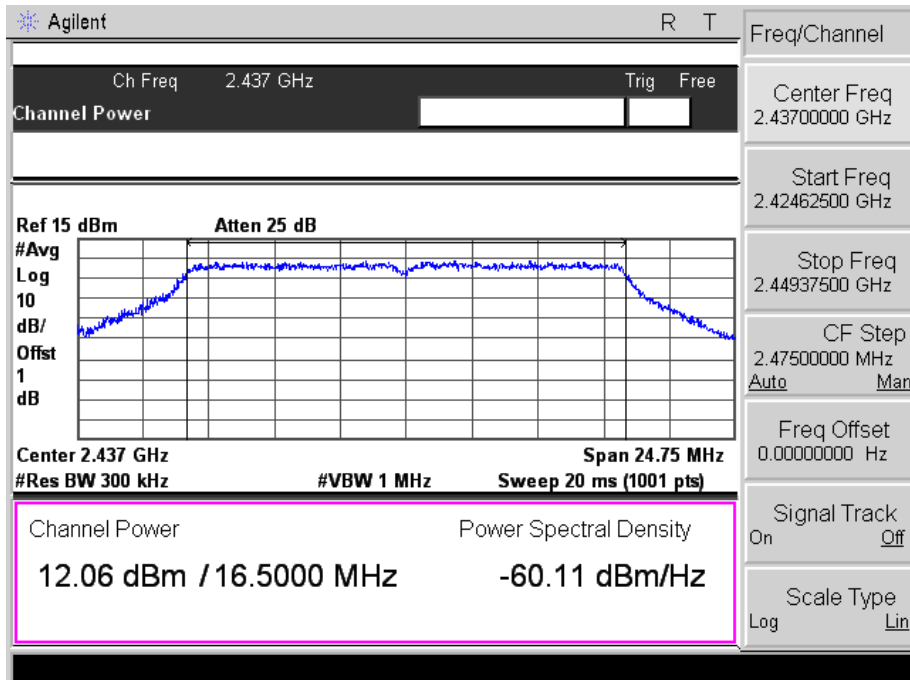 Agilent R T
Ch Freq 2.437 GHz Trig Free
Channel Power
Ref 15 dBm Atten 25 dB
#Avg
Log
10
dB/
Offst
1
dB
Center 2.437 GHz Span 24.75 MHz
#Res BW 300 kHz #VBW 1 MHz Sweep 20 ms (1001 pts)
Channel Power Power Spectral Density
12.06 dBm / 16.5000 MHz -60.11 dBm/Hz
Freq/Channel
Center Freq
2.43700000 GHz
Start Freq
2.42462500 GHz
Stop Freq
2.44937500 GHz
CF Step
2.47500000 MHz
Auto Man
Freq Offset
0.00000000 Hz
Signal Track
On Off
Scale Type
Log Lin